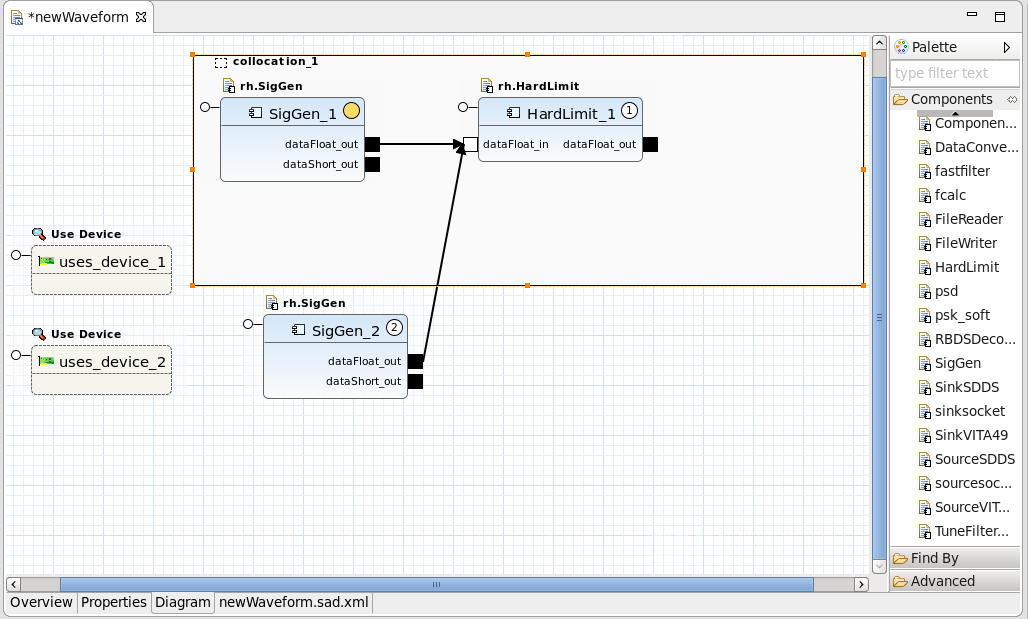 *newWaveform
collocation_1
rh.SigGen
SigGen_1
dataFloat_out
dataShort_out
rh.HardLimit
HardLimit_1
1
dataFloat_in dataFloat_out
Use Device
uses_device_1
rh.SigGen
SigGen_2
2
dataFloat_out
dataShort_out
Use Device
uses_device_2
Palette
type filter text
Components
Componen...
DataConve...
fastfilter
fcalc
FileReader
FileWriter
HardLimit
psd
psk_soft
RBDSDeco...
SigGen
SinkSDDS
sinksocket
SinkVITA49
SourceSDDS
sourcesoc...
SourceVIT...
TuneFilter...
Find By
Advanced
Overview Properties Diagram newWaveform.sad.xml